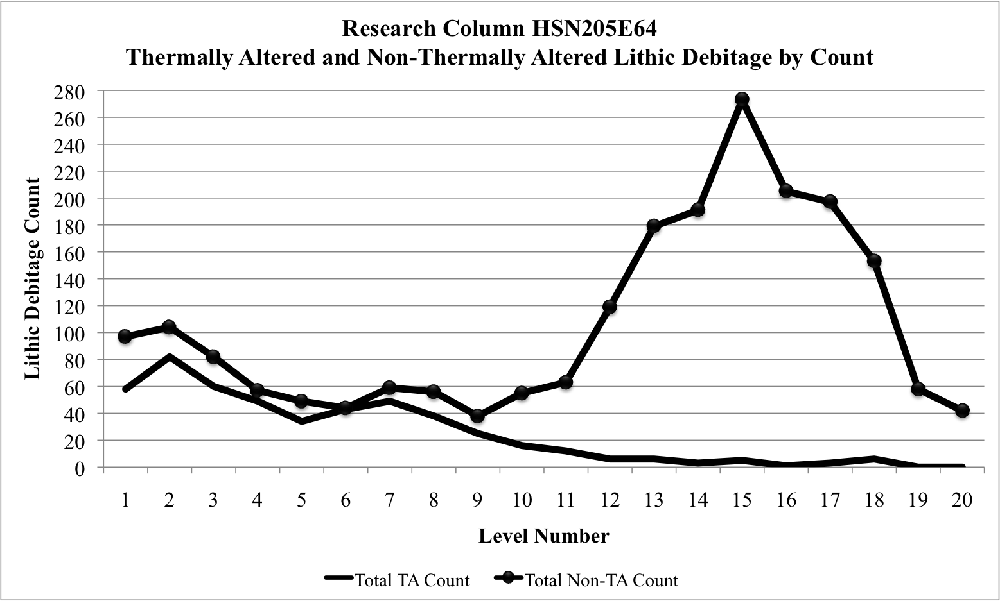 Research Column HSN205E64
Thermally Altered and Non-Thermally Altered Lithic Debitage by Count
280
260
240
220
200
180
160
140
120
100
80
60
40
20
0
Lithic Debitage Count
1 2 3 4 5 6 7 8 9 10 11 12 13 14 15 16 17 18 19 20
Level Number
Total TA Count Total Non-TA Count